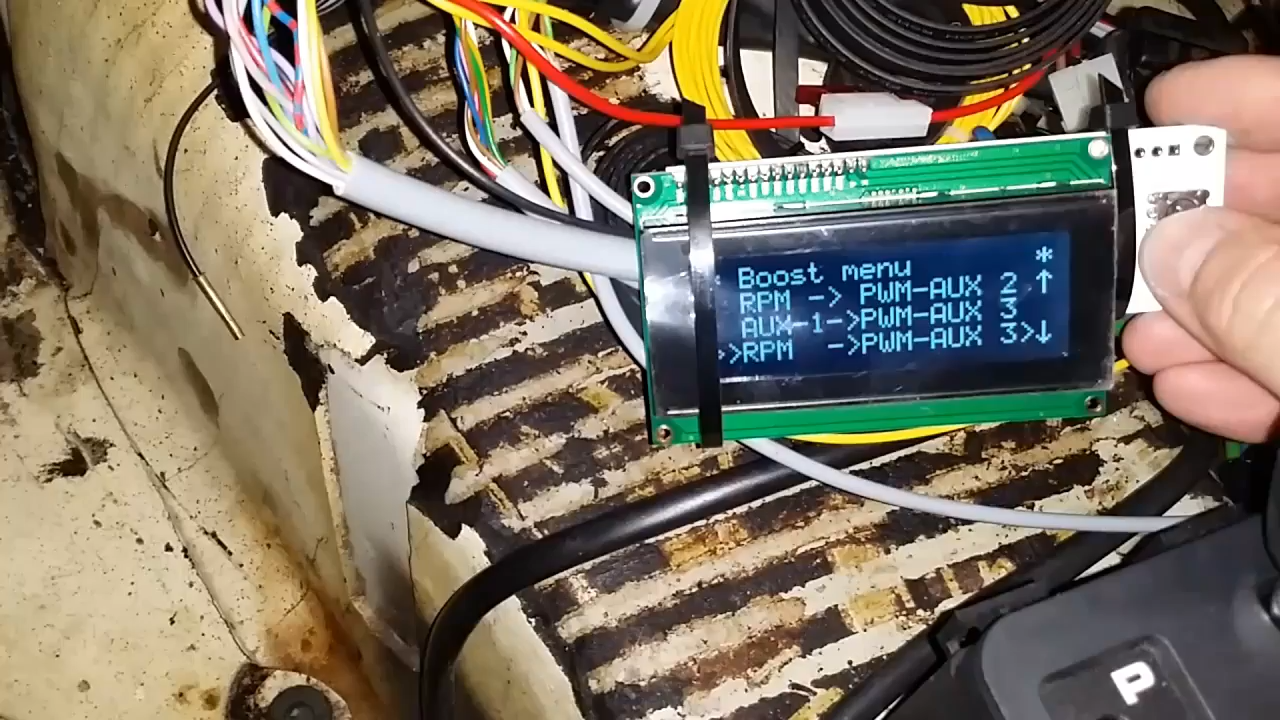 Boost menu *
RPM -> PWM-AUX 2 ↑
AUX-1->PWM-AUX 3
>>RPM ->PWM-AUX 3>↓
P